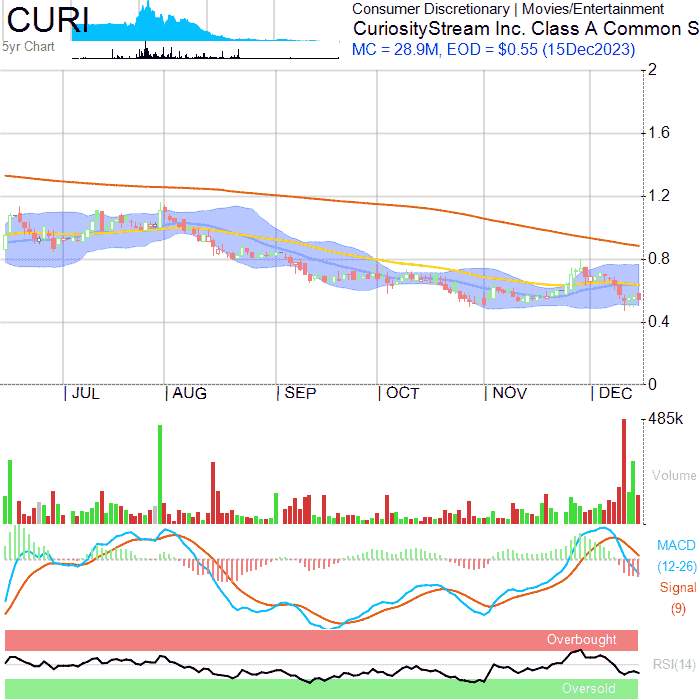 CURI
5yr Chart
Consumer Discretionary | Movies/Entertainment
CuriosityStream Inc. Class A Common S
MC = 28.9M, EOD = $0.55 (15Dec2023)
2
1.6
1.2
0.8
0.4
0
| JUL | AUG | SEP | OCT | NOV | DEC
485k
Volume
MACD
(12-26)
Signal
(9)
Overbought
RSI(14)
Oversold